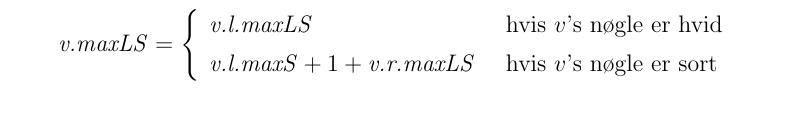 v.maxLS = { v.l.maxLS hvis v's nøgle er hvid
v.l.maxS + 1 + v.r.maxLS hvis v's nøgle er sort